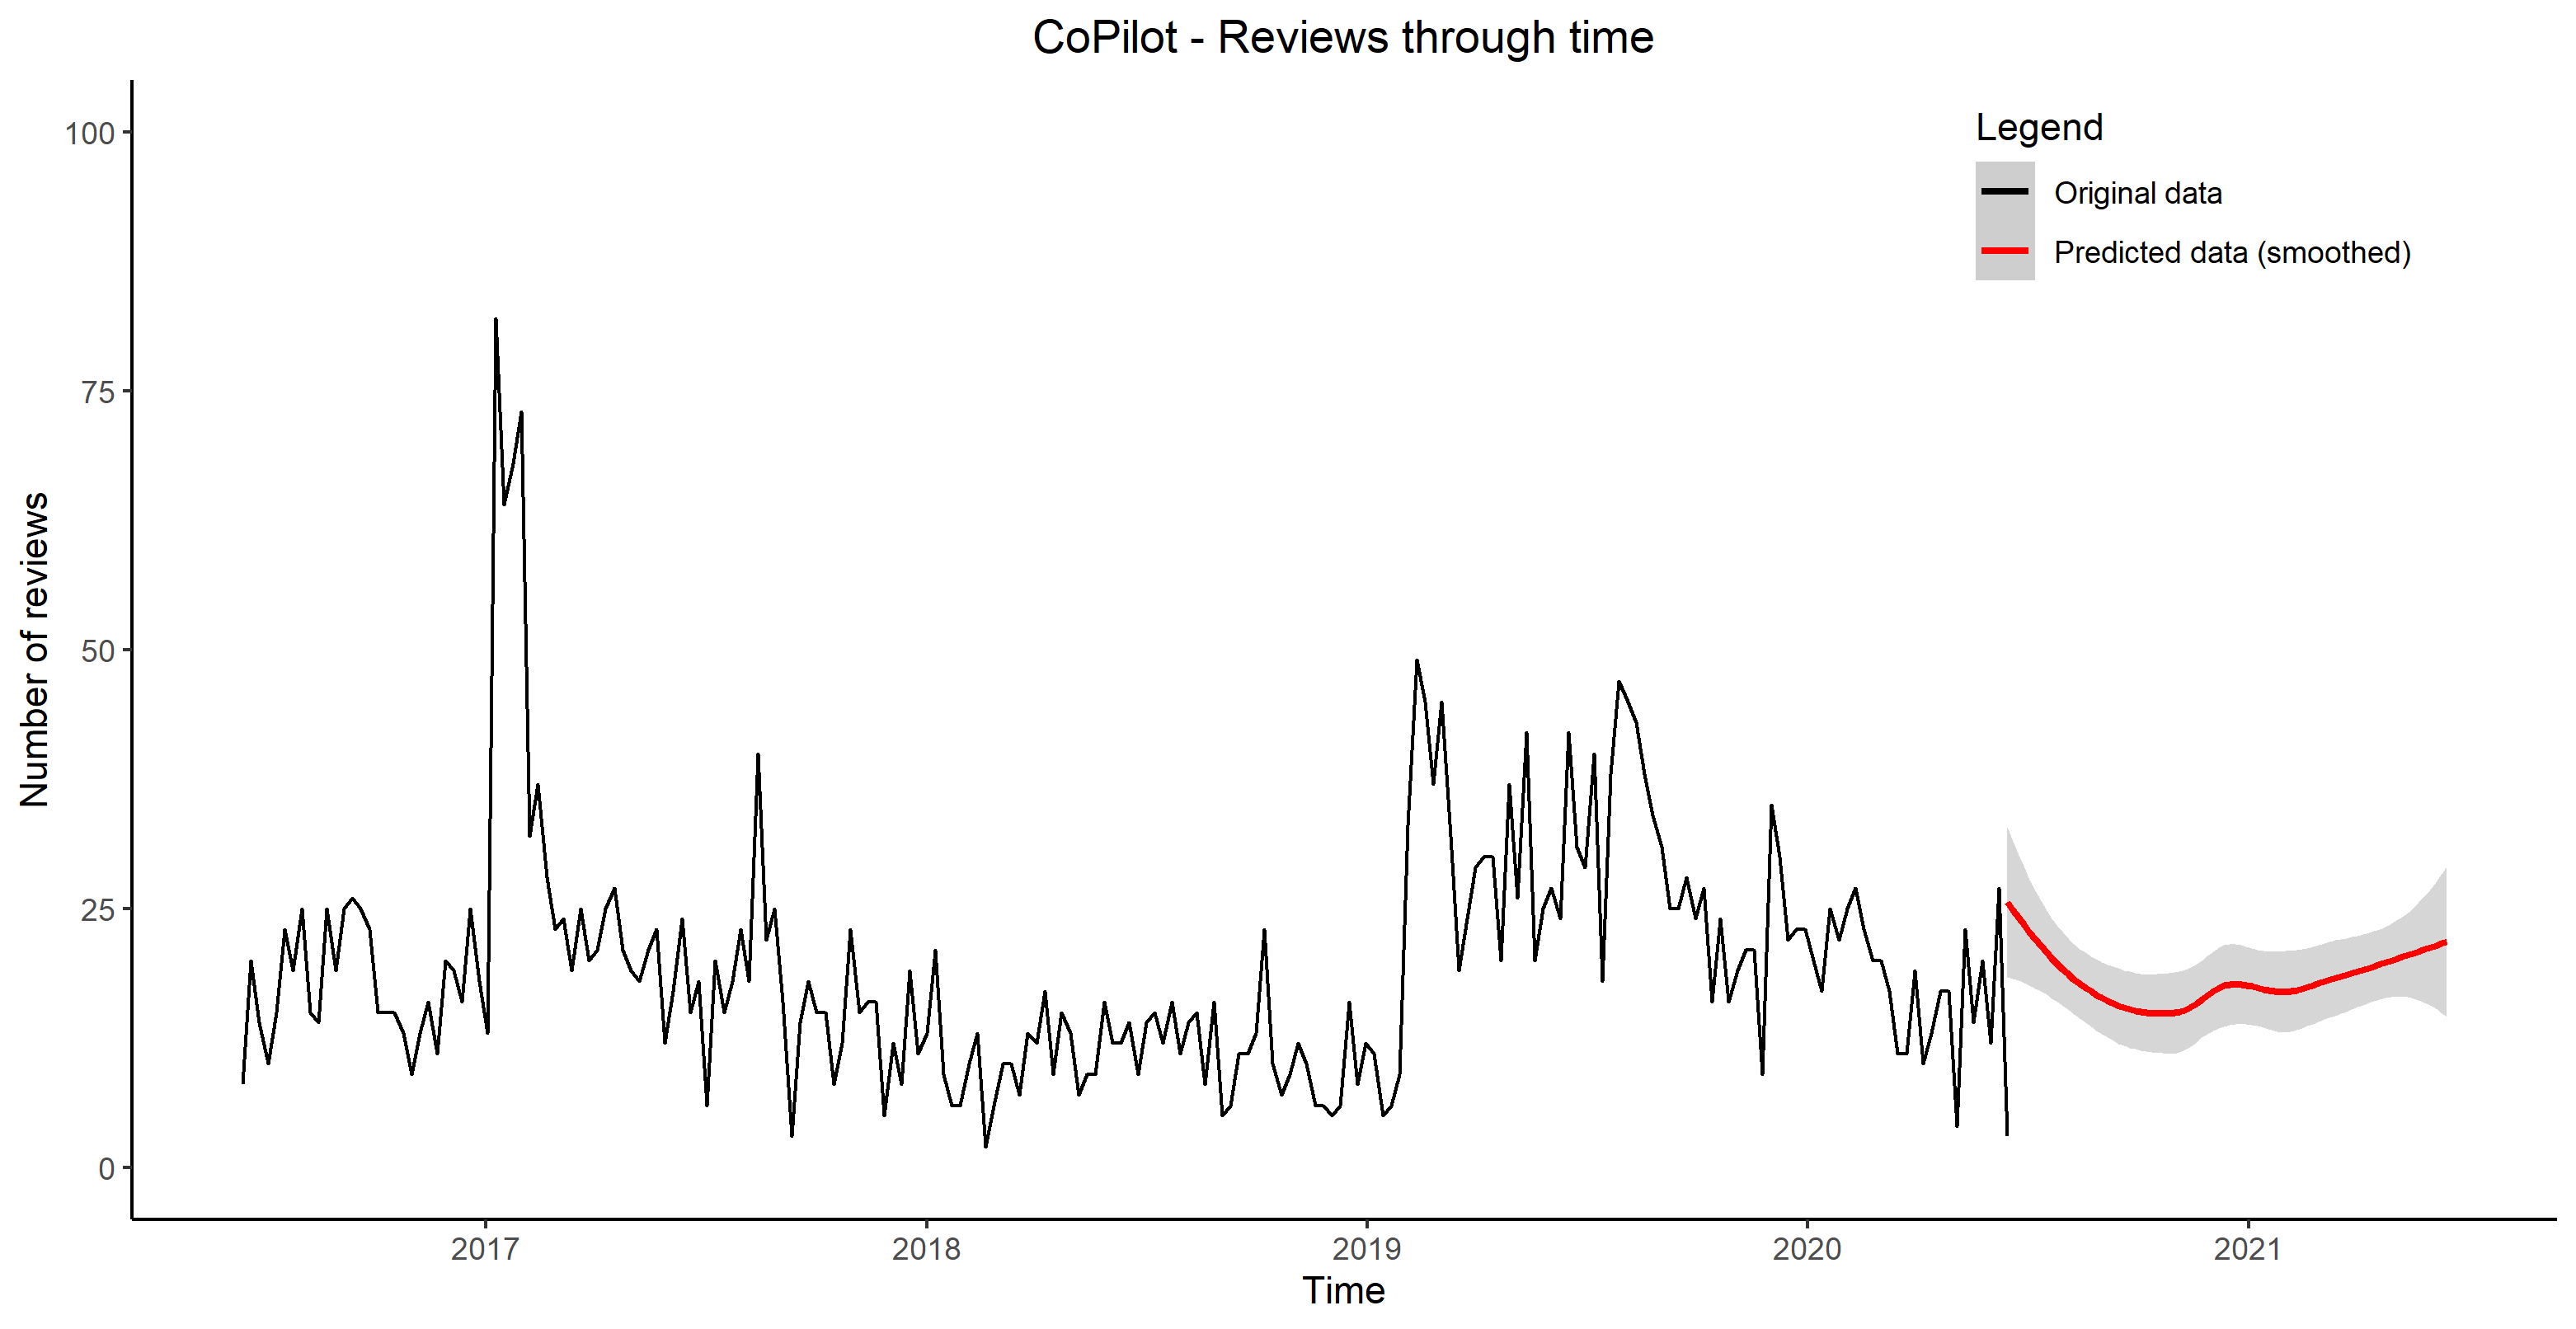 CoPilot - Reviews through time
Legend
Original data
Predicted data (smoothed)
Number of reviews
100
75
50
25
0
2017
2018
2019
2020
2021
Time